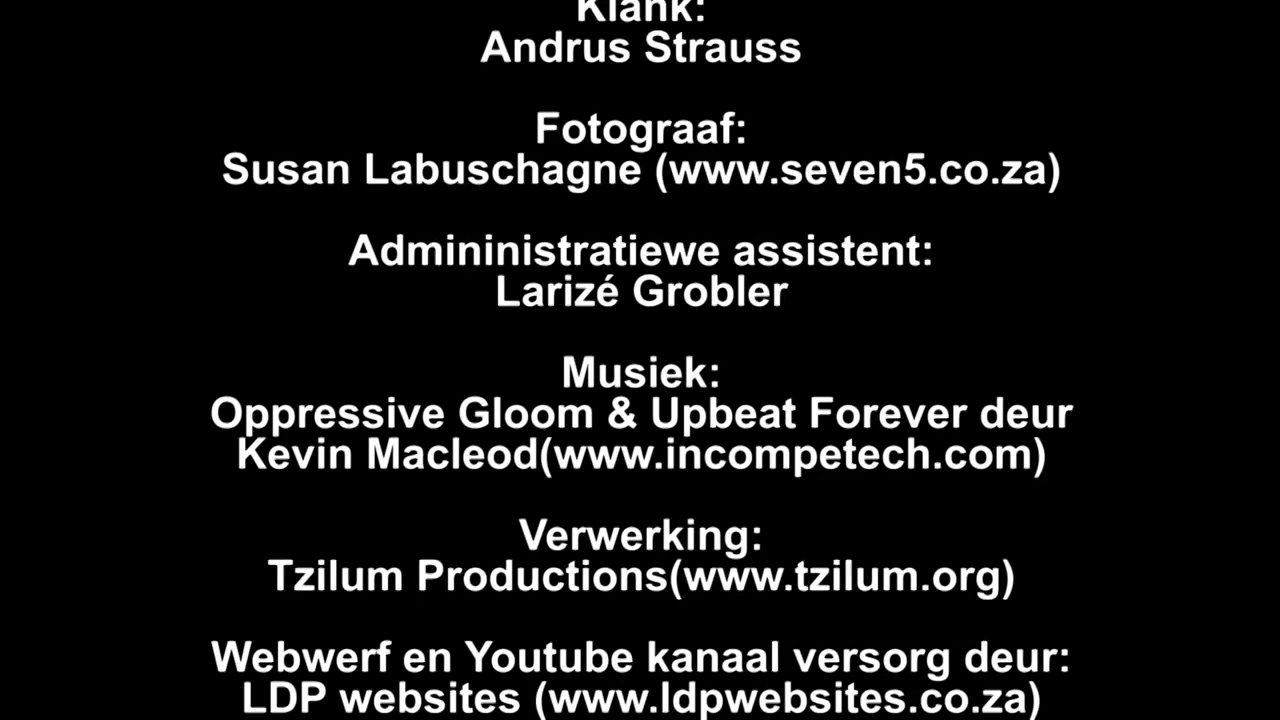 Klank:
Andrus Strauss
Fotograaf:
Susan Labuschagne (www.seven5.co.za)
Admininistratiewe assistent:
Larizé Grobler
Musiek:
Oppressive Gloom & Upbeat Forever deur
Kevin Macleod(www.incompetech.com)
Verwerking:
Tzilum Productions(www.tzilum.org)
Webwerf en Youtube kanaal versorg deur:
LDP websites (www.ldpwebsites.co.za)